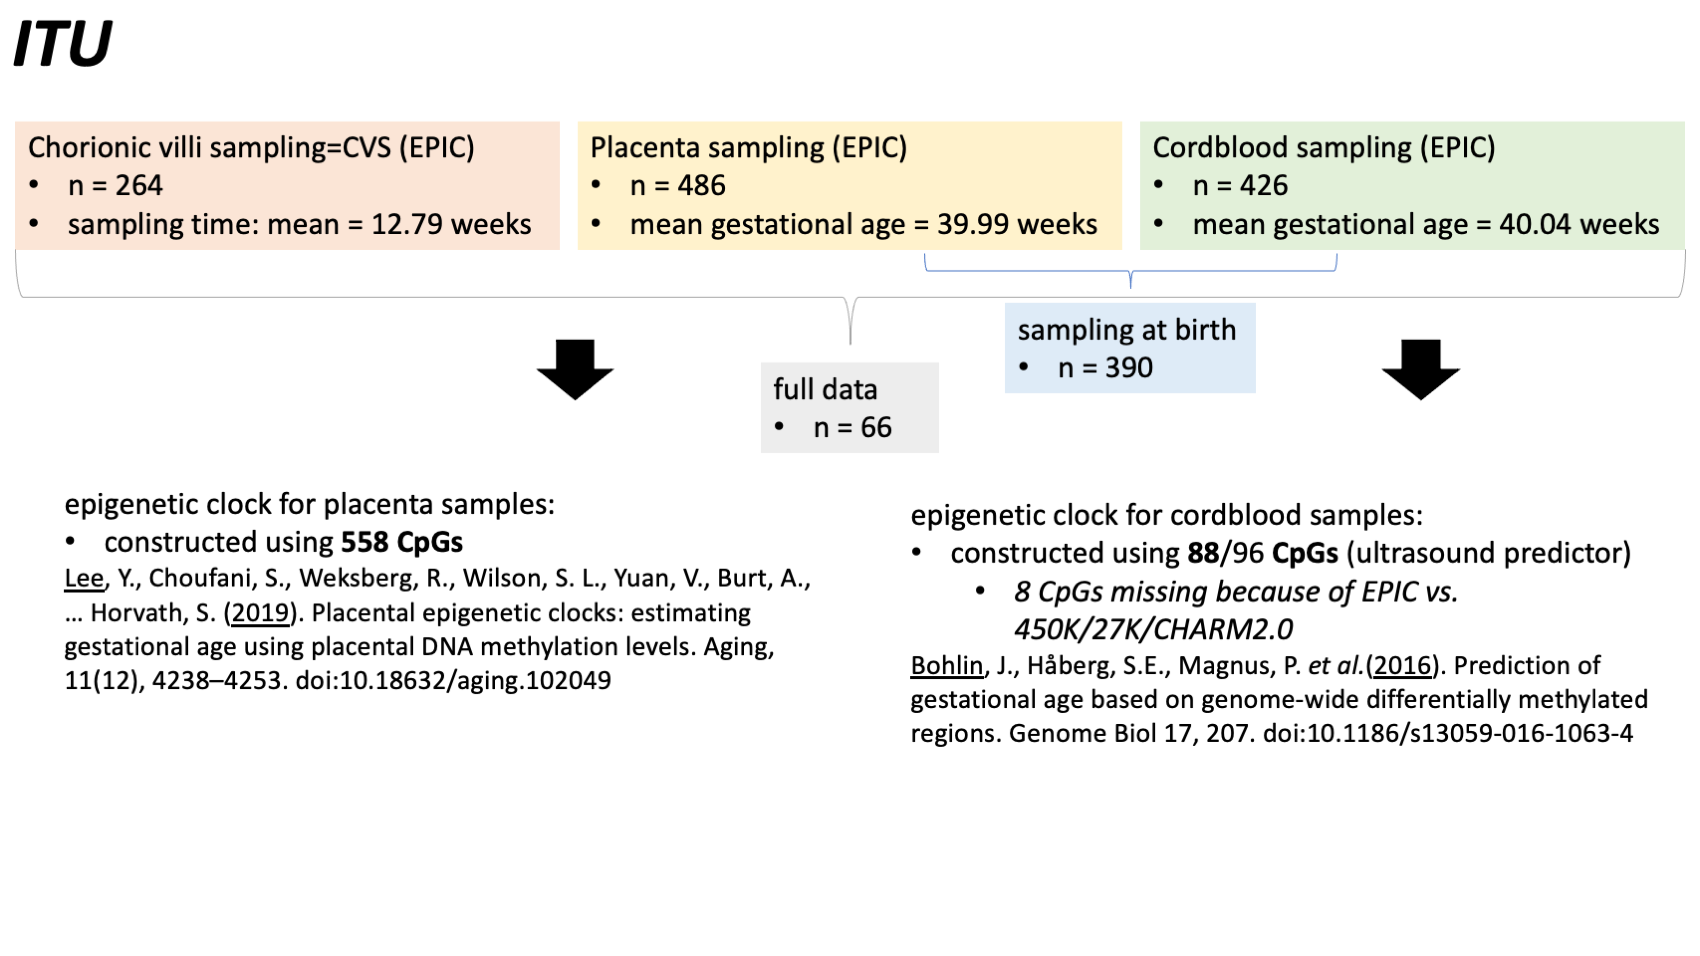 ITU
Chorionic villi sampling=CVS (EPIC)
• n = 264
• sampling time: mean = 12.79 weeks
Placenta sampling (EPIC)
• n = 486
• mean gestational age = 39.99 weeks
Cordblood sampling (EPIC)
• n = 426
• mean gestational age = 40.04 weeks
sampling at birth
• n = 390
full data
• n = 66
epigenetic clock for placenta samples:
• constructed using 558 CpGs
Lee, Y., Choufani, S., Weksberg, R., Wilson, S. L., Yuan, V., Burt, A.,
… Horvath, S. (2019). Placental epigenetic clocks: estimating
gestational age using placental DNA methylation levels. Aging,
11(12), 4238–4253. doi:10.18632/aging.102049
epigenetic clock for cordblood samples:
• constructed using 88/96 CpGs (ultrasound predictor)
• 8 CpGs missing because of EPIC vs.
450K/27K/CHARM2.0
Bohlin, J., Håberg, S.E., Magnus, P. et al.(2016). Prediction of
gestational age based on genome-wide differentially methylated
regions. Genome Biol 17, 207. doi:10.1186/s13059-016-1063-4